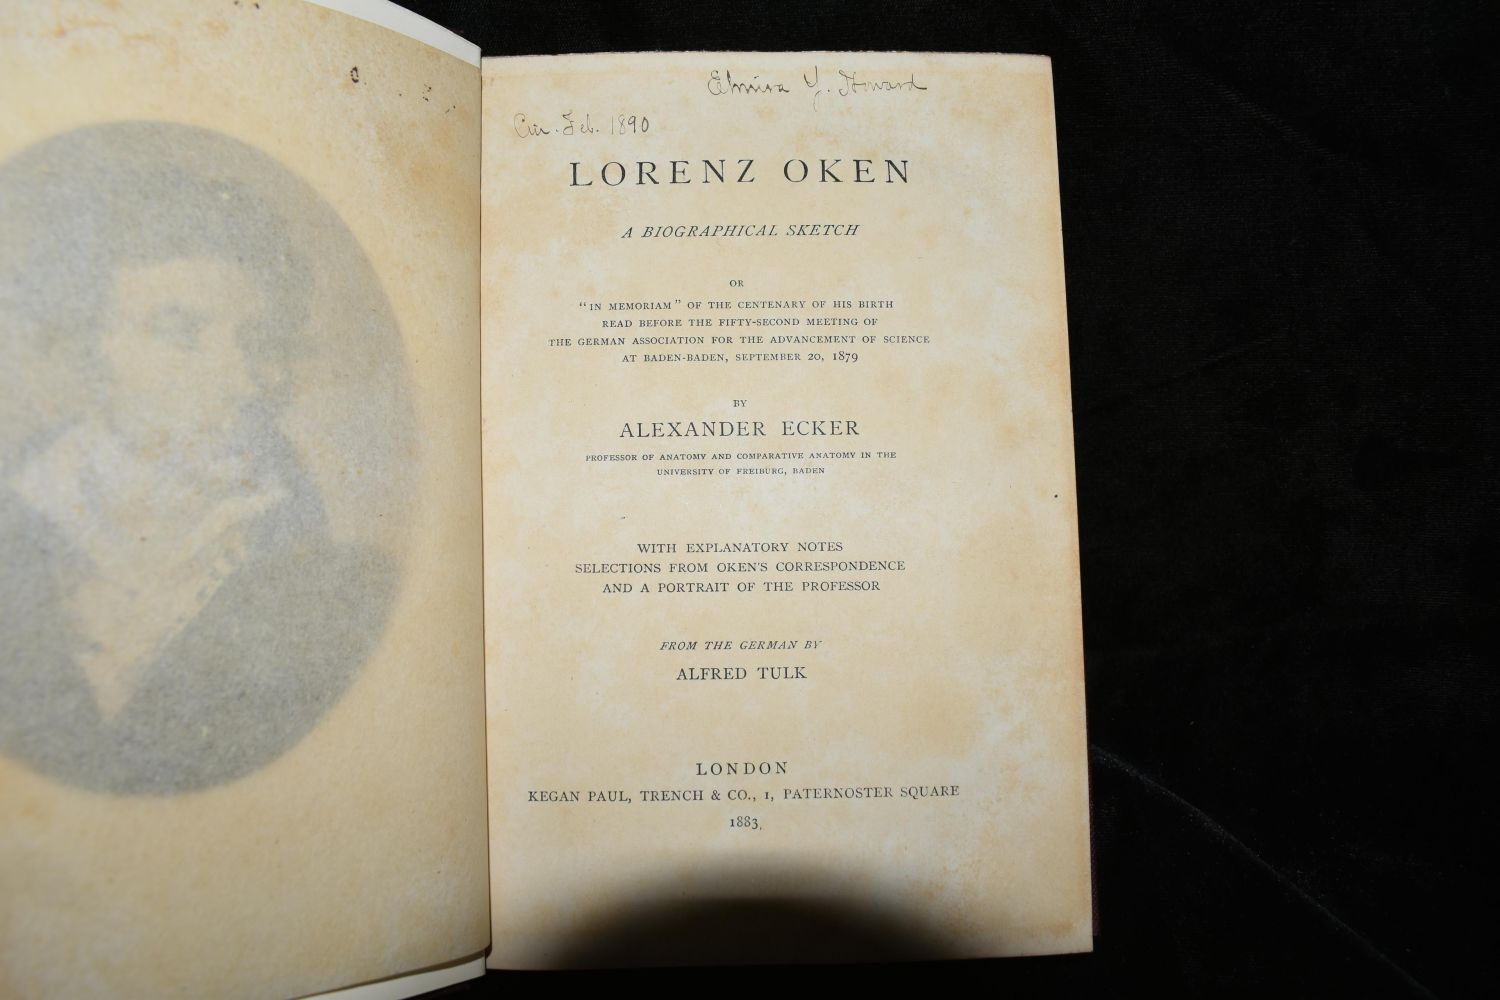 Elmira Y. Howard
Cin. Feb. 1890
LORENZ OKEN
A BIOGRAPHICAL SKETCH
OR
"IN MEMORIAM" OF THE CENTENARY OF HIS BIRTH
READ BEFORE THE FIFTY-SECOND MEETING OF
THE GERMAN ASSOCIATION FOR THE ADVANCEMENT OF SCIENCE
AT BADEN-BADEN, SEPTEMBER 20, 1879
BY
ALEXANDER ECKER
PROFESSOR OF ANATOMY AND COMPARATIVE ANATOMY IN THE
UNIVERSITY OF FREIBURG, BADEN
WITH EXPLANATORY NOTES
SELECTIONS FROM OKEN'S CORRESPONDENCE
AND A PORTRAIT OF THE PROFESSOR
FROM THE GERMAN BY
ALFRED TULK
LONDON
KEGAN PAUL, TRENCH & CO., 1, PATERNOSTER SQUARE
1883